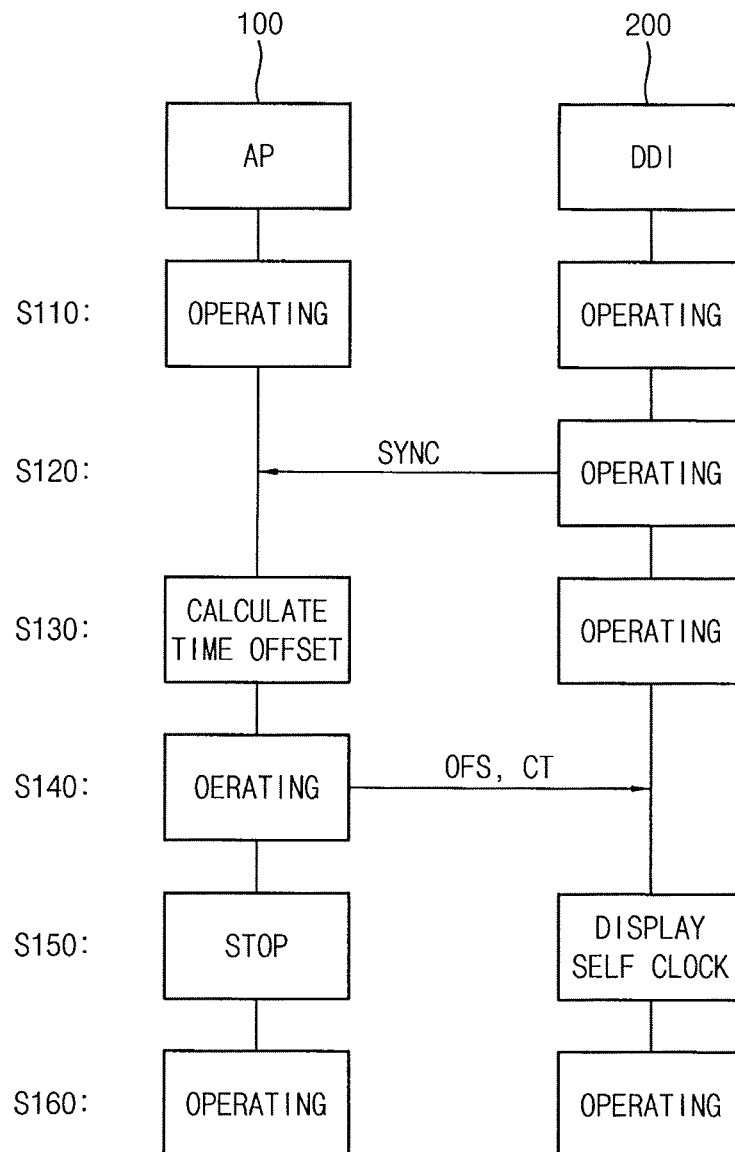 100 200
AP DDI
S110: OPERATING OPERATING
SYNC
S120: OPERATING
S130: CALCULATE
TIME OFFSET OPERATING
OFS, CT
S140: OERATING
S150: STOP DISPLAY
SELF CLOCK
S160: OPERATING OPERATING